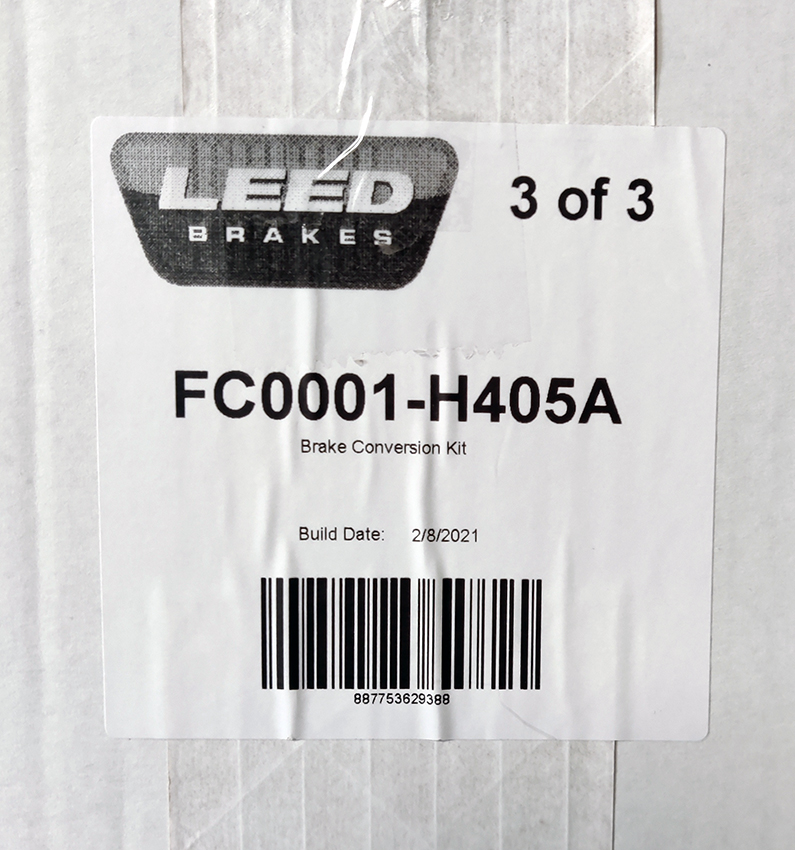 LEED
BRAKES
3 of 3
FC0001-H405A
Brake Conversion Kit
Build Date: 2/8/2021
887753629388